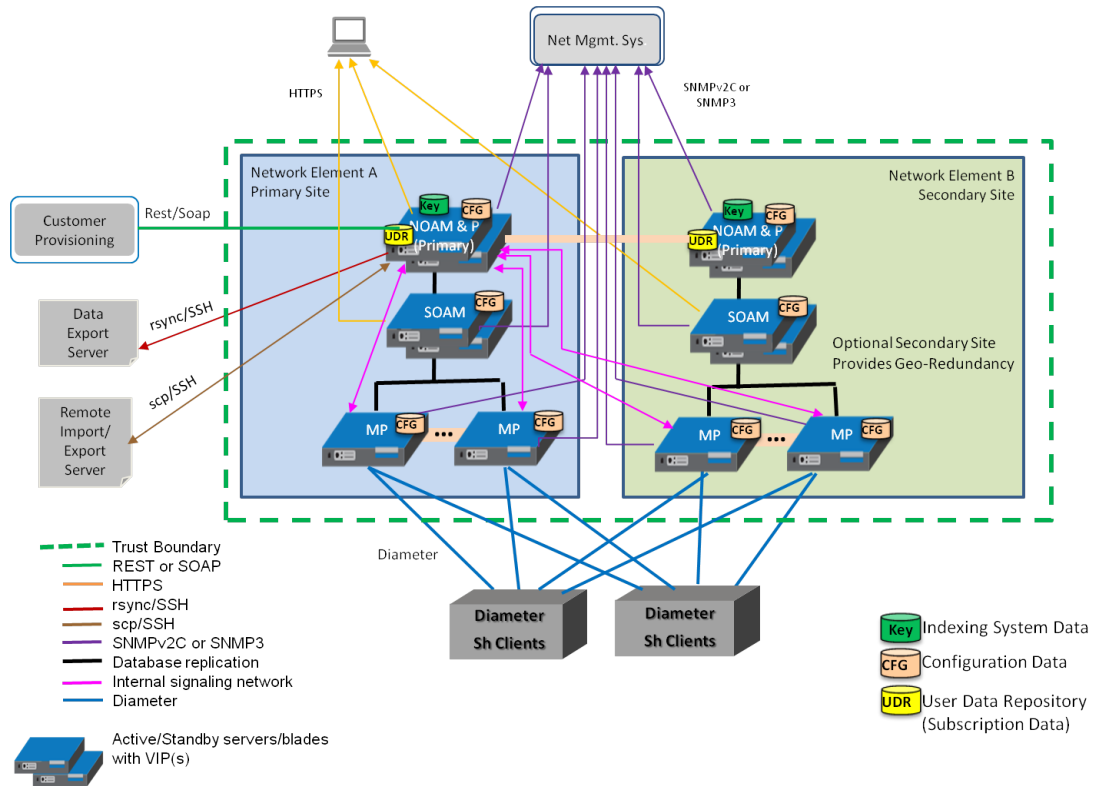 Net Mgmt. Sys.
HTTPS
SNMPv2C or
SNMP3
Network Element A
Primary Site
Network Element B
Secondary Site
Customer
Provisioning
Rest/Soap
Key
CFG
NOAM & P
(Primary)
UDR
Key
CFG
NOAM & P
(Primary)
UDR
Data
Export
Server
rsync/SSH
SOAM
CFG
SOAM
CFG
Optional Secondary Site
Provides Geo-Redundancy
scp/SSH
Remote
Import/
Export
Server
MP
CFG
...
MP
CFG
MP
CFG
...
MP
CFG
Diameter
Diameter
Sh Clients
Diameter
Sh Clients
Trust Boundary
REST or SOAP
HTTPS
rsync/SSH
scp/SSH
SNMPv2C or SNMP3
Database replication
Internal signaling network
Diameter
Active/Standby servers/blades
with VIP(s)
Key
Indexing System Data
CFG
Configuration Data
UDR
User Data Repository
(Subscription Data)